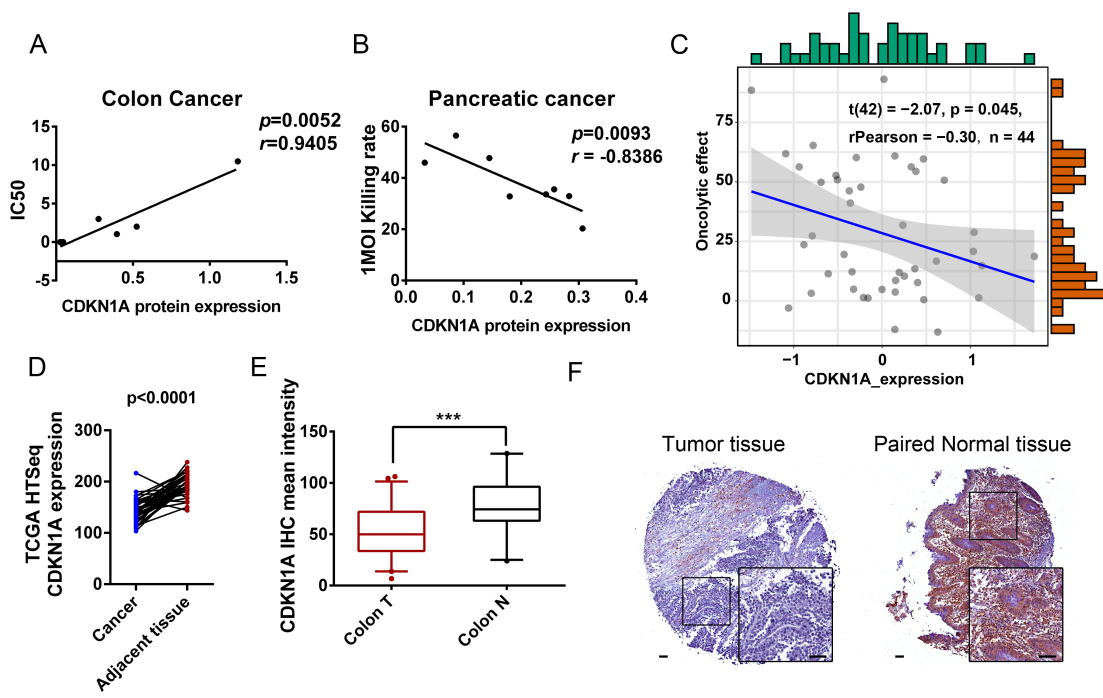 A
Colon Cancer
p=0.0052
r=0.9405
IC50
15
10
5
0
-5
0.5
1.0
1.5
CDKN1A protein expression
B
Pancreatic cancer
p=0.0093
r = -0.8386
1MOI Killing rate
60
40
20
0
0.0
0.1
0.2
0.3
0.4
CDKN1A protein expression
C
t(42) = −2.07, p = 0.045,
rPearson = −0.30, n = 44
Oncolytic effect
75
50
25
0
−1
0
1
CDKN1A_expression
D
p<0.0001
TCGA HTSeq
CDKN1A expression
300
200
100
0
Cancer
Adjacent tissue
E
***
CDKN1A IHC mean intensity
150
100
50
0
Colon T
Colon N
F
Tumor tissue
Paired Normal tissue